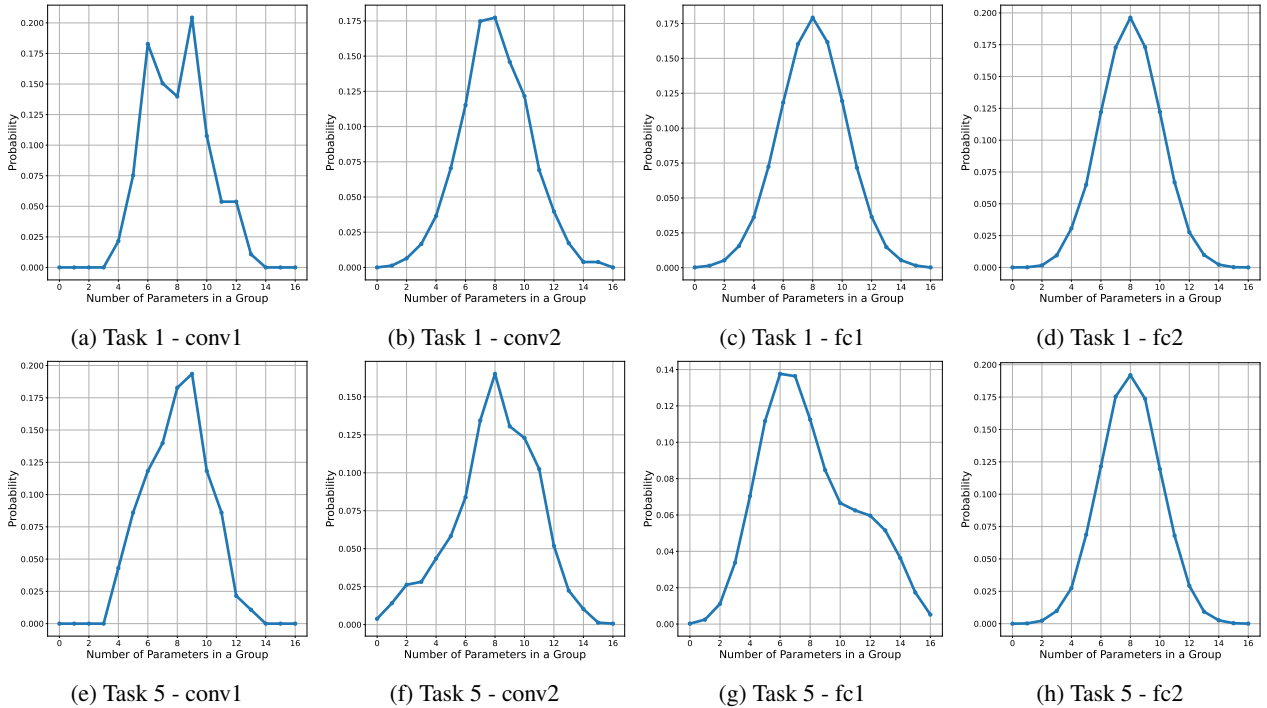 0.200
0.175
0.150
0.125
0.100
0.075
0.050
0.025
0.000
Probability
0 2 4 6 8 10 12 14 16
Number of Parameters in a Group
(a) Task 1 - conv1
0.175
0.150
0.125
0.100
0.075
0.050
0.025
0.000
Probability
0 2 4 6 8 10 12 14 16
Number of Parameters in a Group
(b) Task 1 - conv2
0.175
0.150
0.125
0.100
0.075
0.050
0.025
0.000
Probability
0 2 4 6 8 10 12 14 16
Number of Parameters in a Group
(c) Task 1 - fc1
0.200
0.175
0.150
0.125
0.100
0.075
0.050
0.025
0.000
Probability
0 2 4 6 8 10 12 14 16
Number of Parameters in a Group
(d) Task 1 - fc2
0.200
0.175
0.150
0.125
0.100
0.075
0.050
0.025
0.000
Probability
0 2 4 6 8 10 12 14 16
Number of Parameters in a Group
(e) Task 5 - conv1
0.150
0.125
0.100
0.075
0.050
0.025
0.000
Probability
0 2 4 6 8 10 12 14 16
Number of Parameters in a Group
(f) Task 5 - conv2
0.14
0.12
0.10
0.08
0.06
0.04
0.02
0.00
Probability
0 2 4 6 8 10 12 14 16
Number of Parameters in a Group
(g) Task 5 - fc1
0.200
0.175
0.150
0.125
0.100
0.075
0.050
0.025
0.000
Probability
0 2 4 6 8 10 12 14 16
Number of Parameters in a Group
(h) Task 5 - fc2